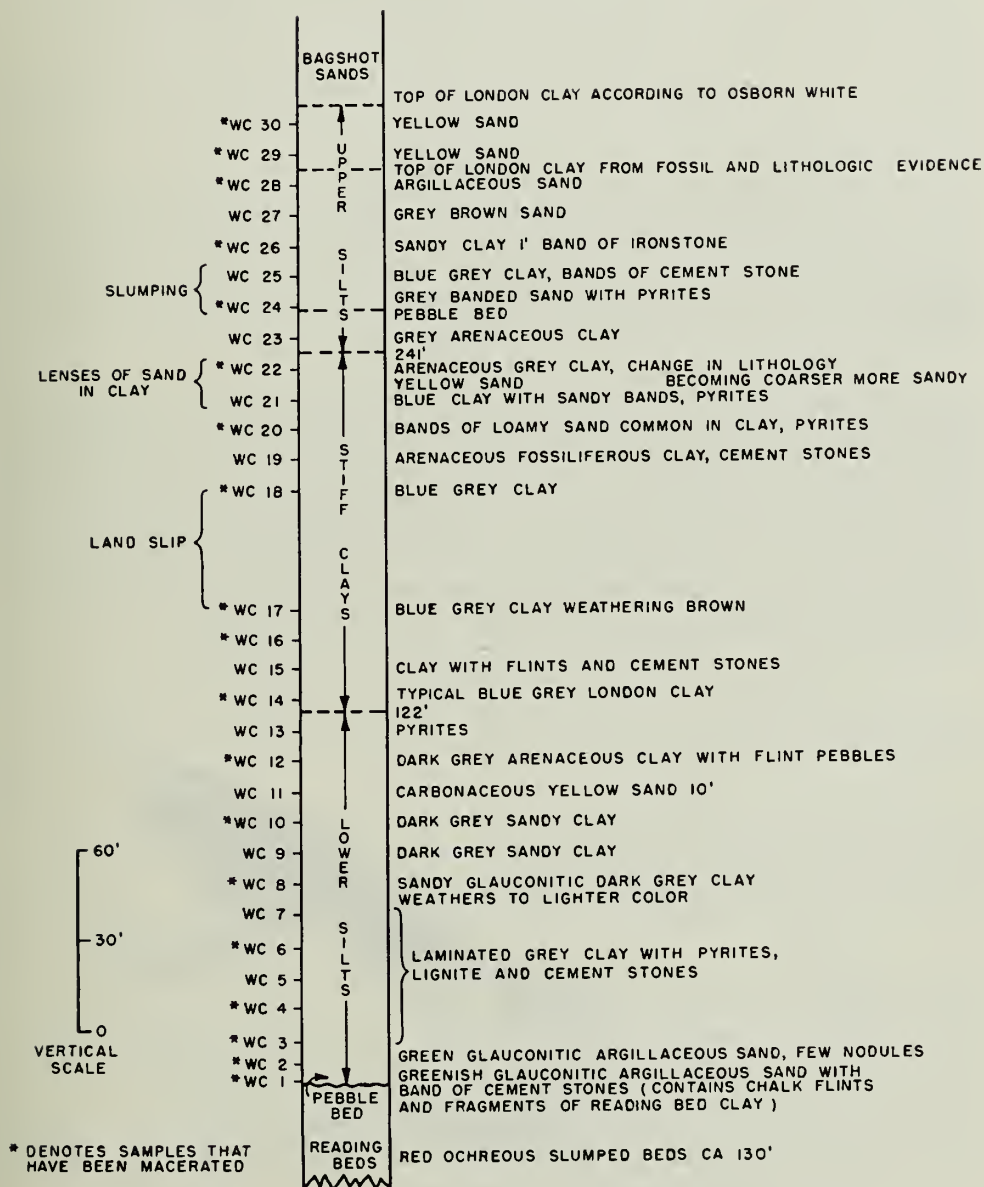 BAGSHOT
SANDS
TOP OF LONDON CLAY ACCORDING TO OSBORN WHITE
*WC 30 YELLOW SAND
*WC 29 YELLOW SAND
TOP OF LONDON CLAY FROM FOSSIL AND LITHOLOGIC EVIDENCE
*WC 28 ARGILLACEOUS SAND
UPPER SILTS
WC 27 GREY BROWN SAND
*WC 26 SANDY CLAY 1' BAND OF IRONSTONE
SLUMPING
WC 25 BLUE GREY CLAY, BANDS OF CEMENT STONE
GREY BANDED SAND WITH PYRITES
*WC 24 PEBBLE BED
WC 23 GREY ARENACEOUS CLAY
241'
LENSES OF SAND
IN CLAY
*WC 22 ARENACEOUS GREY CLAY, CHANGE IN LITHOLOGY
YELLOW SAND BECOMING COARSER MORE SANDY
WC 21 BLUE CLAY WITH SANDY BANDS, PYRITES
*WC 20 BANDS OF LOAMY SAND COMMON IN CLAY, PYRITES
WC 19 ARENACEOUS FOSSILIFEROUS CLAY, CEMENT STONES
STIFF CLAYS
*WC 18 BLUE GREY CLAY
LAND SLIP
*WC 17 BLUE GREY CLAY WEATHERING BROWN
*WC 16
WC 15 CLAY WITH FLINTS AND CEMENT STONES
*WC 14 TYPICAL BLUE GREY LONDON CLAY
122'
WC 13 PYRITES
*WC 12 DARK GREY ARENACEOUS CLAY WITH FLINT PEBBLES
WC 11 CARBONACEOUS YELLOW SAND 10'
*WC 10 DARK GREY SANDY CLAY
LOWER SILTS
WC 9 DARK GREY SANDY CLAY
*WC 8 SANDY GLAUCONITIC DARK GREY CLAY
WEATHERS TO LIGHTER COLOR
WC 7
*WC 6 LAMINATED GREY CLAY WITH PYRITES,
LIGNITE AND CEMENT STONES
WC 5
*WC 4
*WC 3
60'
30'
0
VERTICAL
SCALE
*WC 2 GREEN GLAUCONITIC ARGILLACEOUS SAND, FEW NODULES
*WC 1 GREENISH GLAUCONITIC ARGILLACEOUS SAND WITH
BAND OF CEMENT STONES (CONTAINS CHALK FLINTS
AND FRAGMENTS OF READING BED CLAY)
PEBBLE
BED
READING
BEDS
RED OCHREOUS SLUMPED BEDS CA 130'
* DENOTES SAMPLES THAT
HAVE BEEN MACERATED